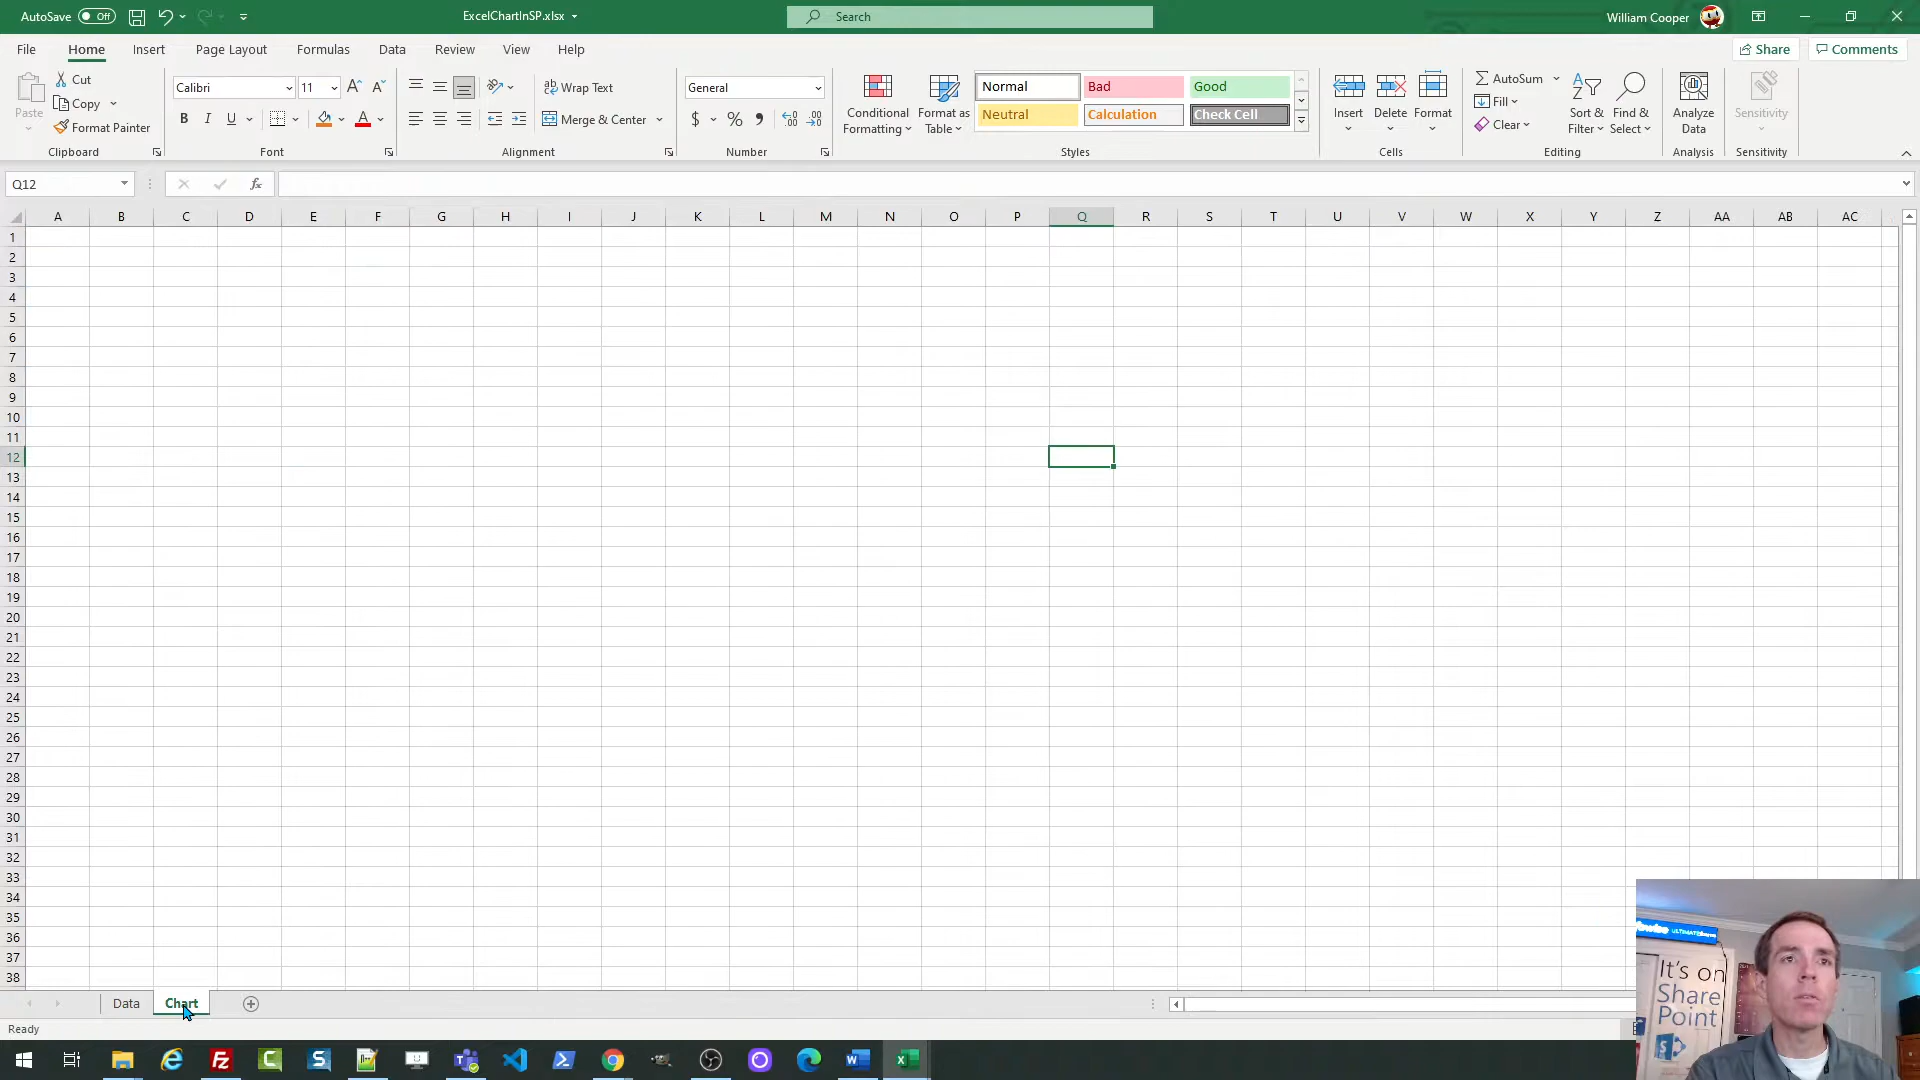 AutoSave Off ExcelChartInSP.xlsx Search William Cooper
File Home Insert Page Layout Formulas Data Review View Help Share Comments
Paste Cut Copy Format Painter
Calibri 11
B I U
Wrap Text
Merge & Center
General
$ %
Conditional Formatting
Format as Table
Normal Bad Good
Neutral Calculation Check Cell
Insert Delete Format
AutoSum
Fill
Clear
Sort & Filter
Find & Select
Analyze Data
Sensitivity
Clipboard Font Alignment Number Styles Cells Editing Analysis Sensitivity
Q12 fx
A B C D E F G H I J K L M N O P Q R S T U V W X Y Z AA AB AC
1
2
3
4
5
6
7
8
9
10
11
12
13
14
15
16
17
18
19
20
21
22
23
24
25
26
27
28
29
30
31
32
33
34
35
36
37
38
ULTIMATE
It's on
Share
Point
Data Chart
Ready